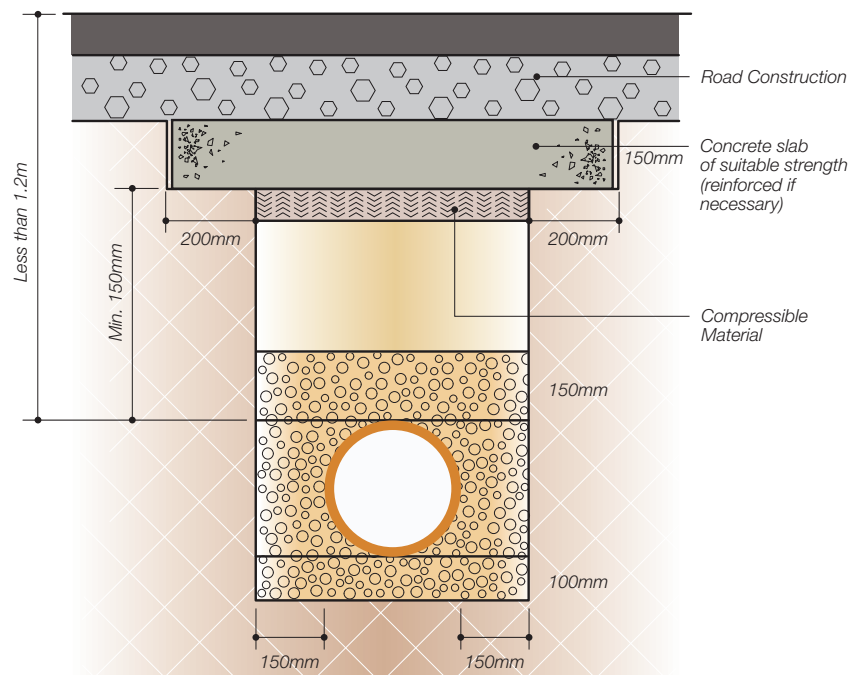 Road Construction
Concrete slab
of suitable strength
(reinforced if
necessary)
150mm
Less than 1.2m
Min. 150mm
200mm
200mm
Compressible
Material
150mm
100mm
150mm
150mm